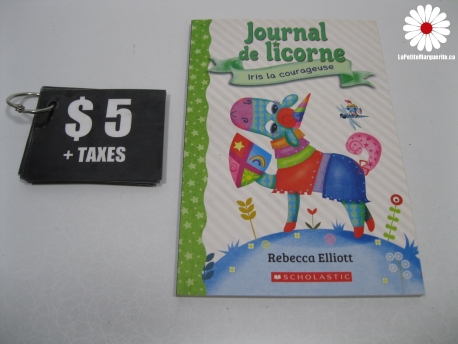 $ 5
+ TAXES
Journal
de licorne
Iris la courageuse
Rebecca Elliott
SCHOLASTIC
LaPetiteMarguerite.ca